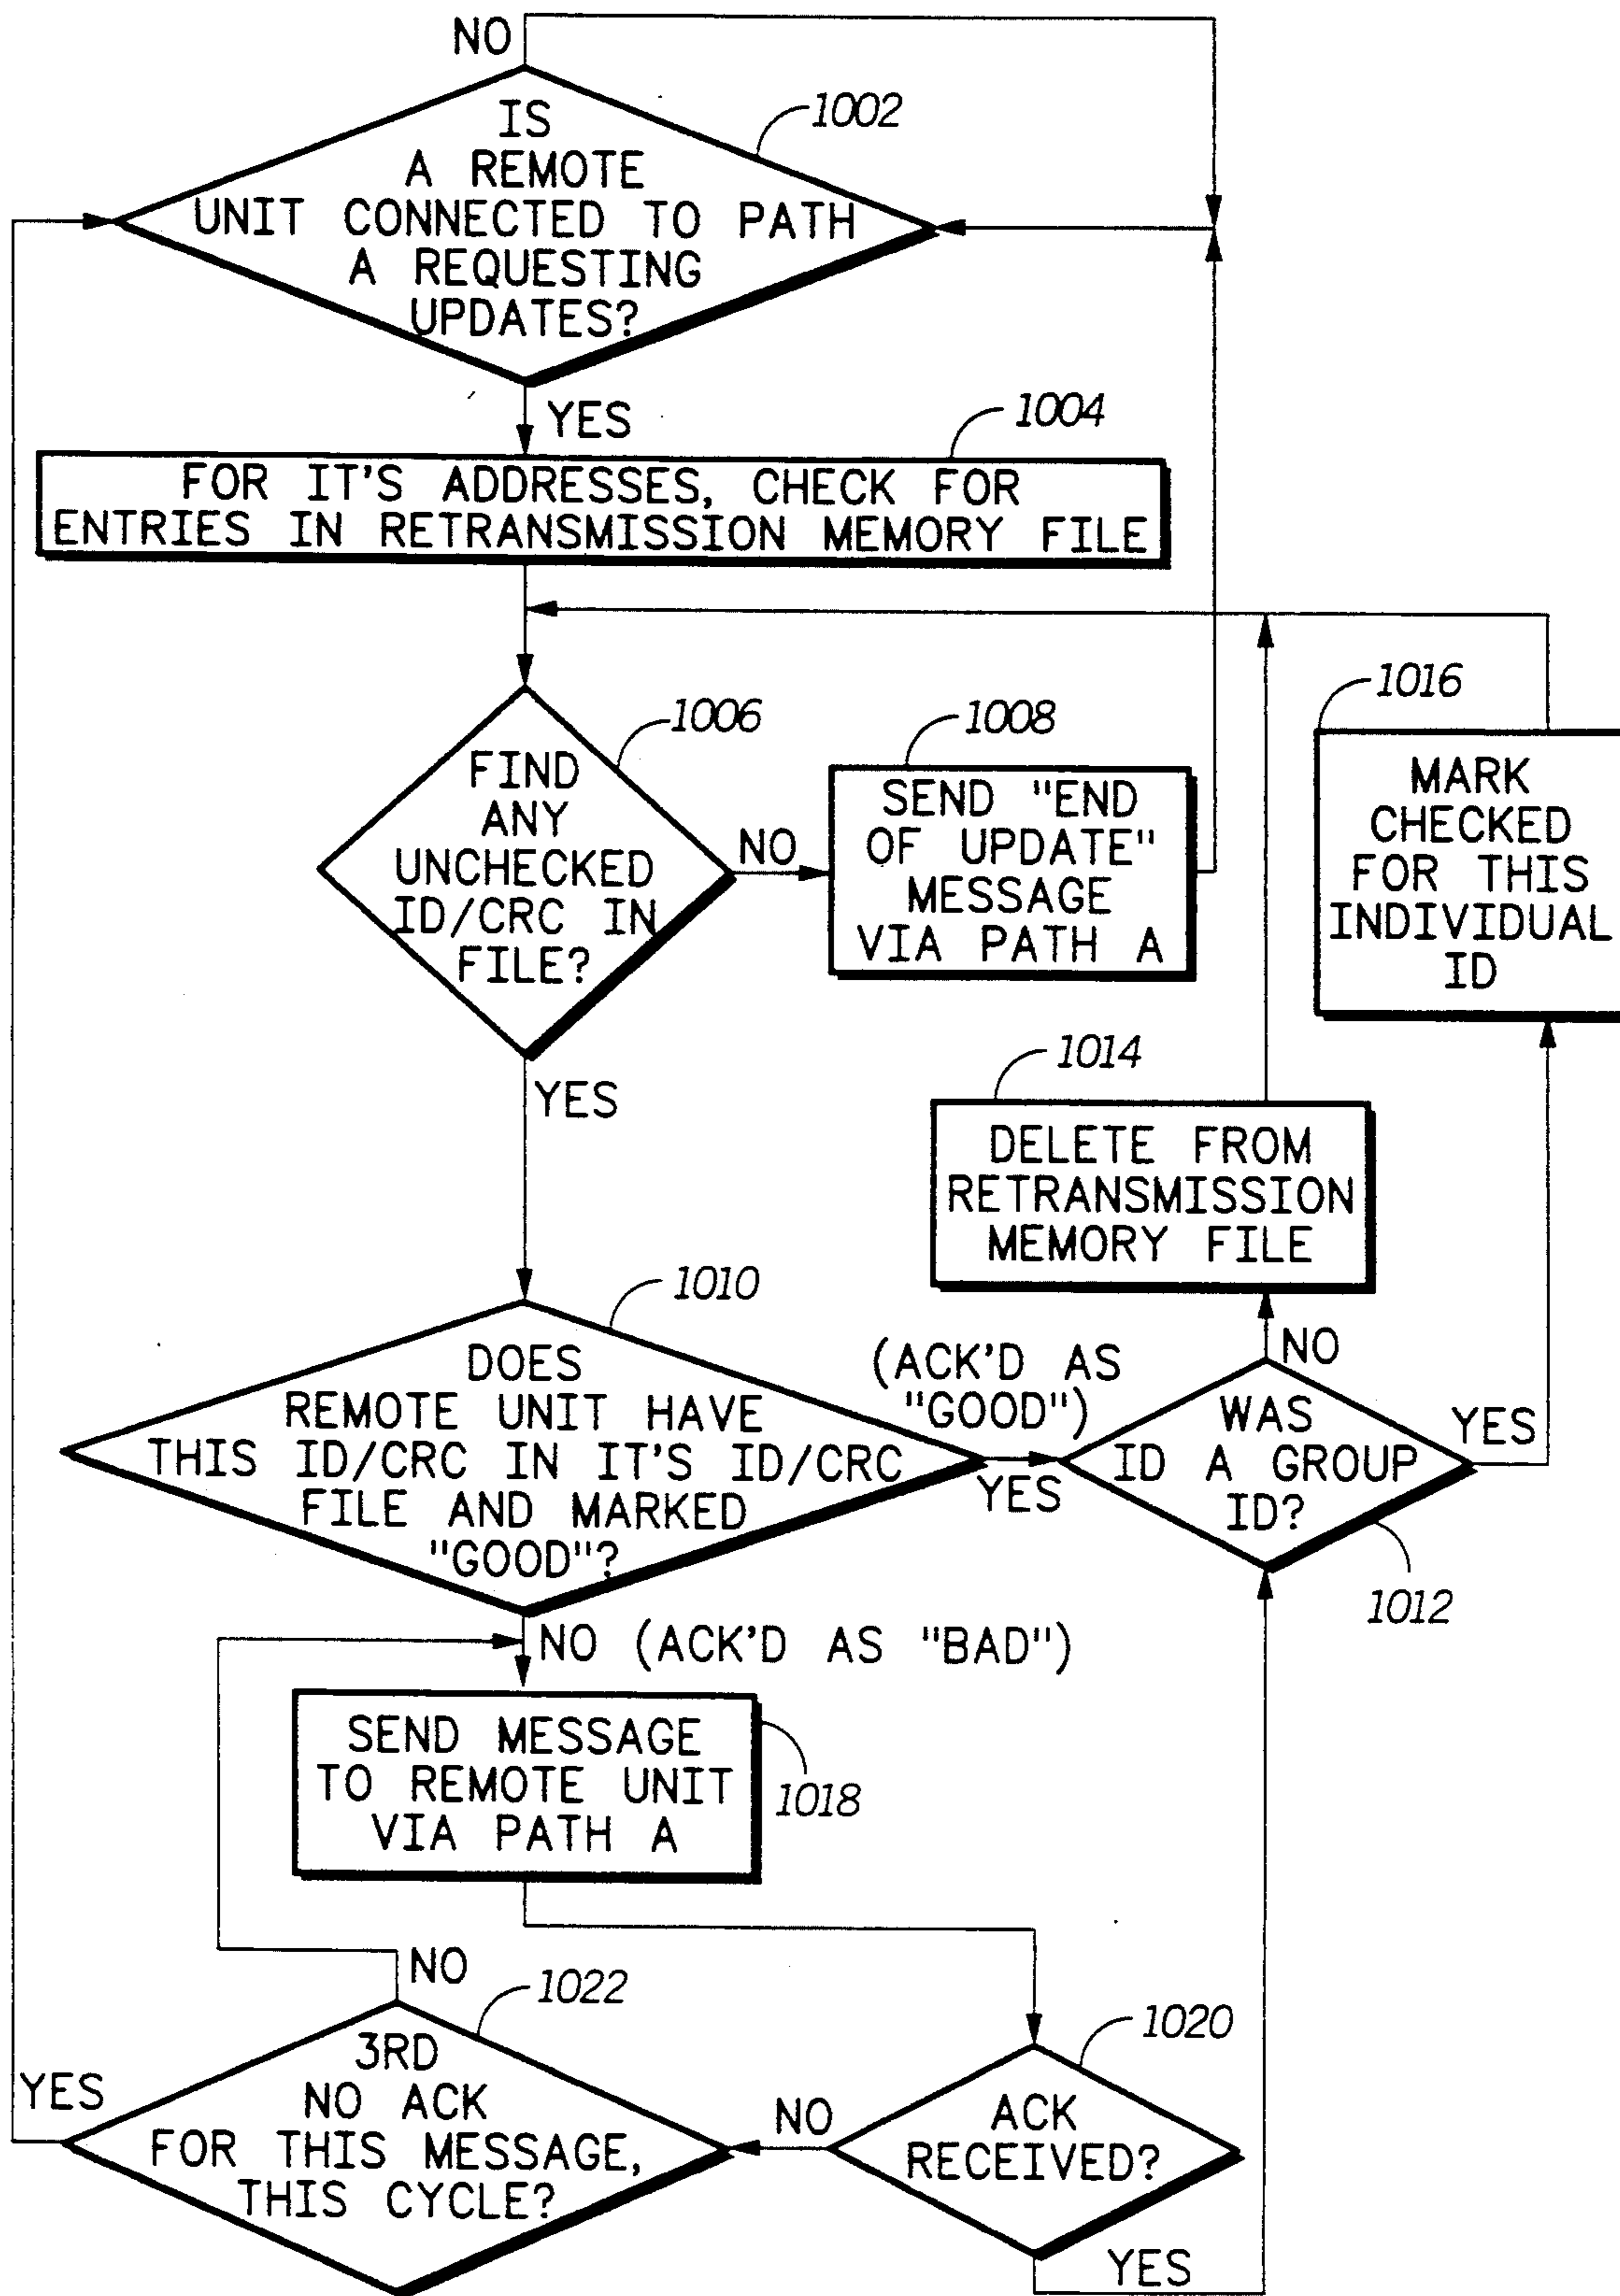 NO
1002
IS
A REMOTE
UNIT CONNECTED TO PATH
A REQUESTING
UPDATES?
YES
1004
FOR IT'S ADDRESSES, CHECK FOR
ENTRIES IN RETRANSMISSION MEMORY FILE
1006
FIND
ANY
UNCHECKED
ID/CRC IN
FILE?
NO
1008
SEND "END
OF UPDATE"
MESSAGE
VIA PATH A
1016
MARK
CHECKED
FOR THIS
INDIVIDUAL
ID
YES
1014
DELETE FROM
RETRANSMISSION
MEMORY FILE
1010
DOES
REMOTE UNIT HAVE
THIS ID/CRC IN IT'S ID/CRC
FILE AND MARKED
"GOOD"?
(ACK'D AS
"GOOD")
YES
NO
WAS
ID A GROUP
ID?
YES
1012
NO (ACK'D AS "BAD")
SEND MESSAGE
TO REMOTE UNIT
VIA PATH A
1018
NO
1022
3RD
NO ACK
FOR THIS MESSAGE,
THIS CYCLE?
YES
NO
1020
ACK
RECEIVED?
YES